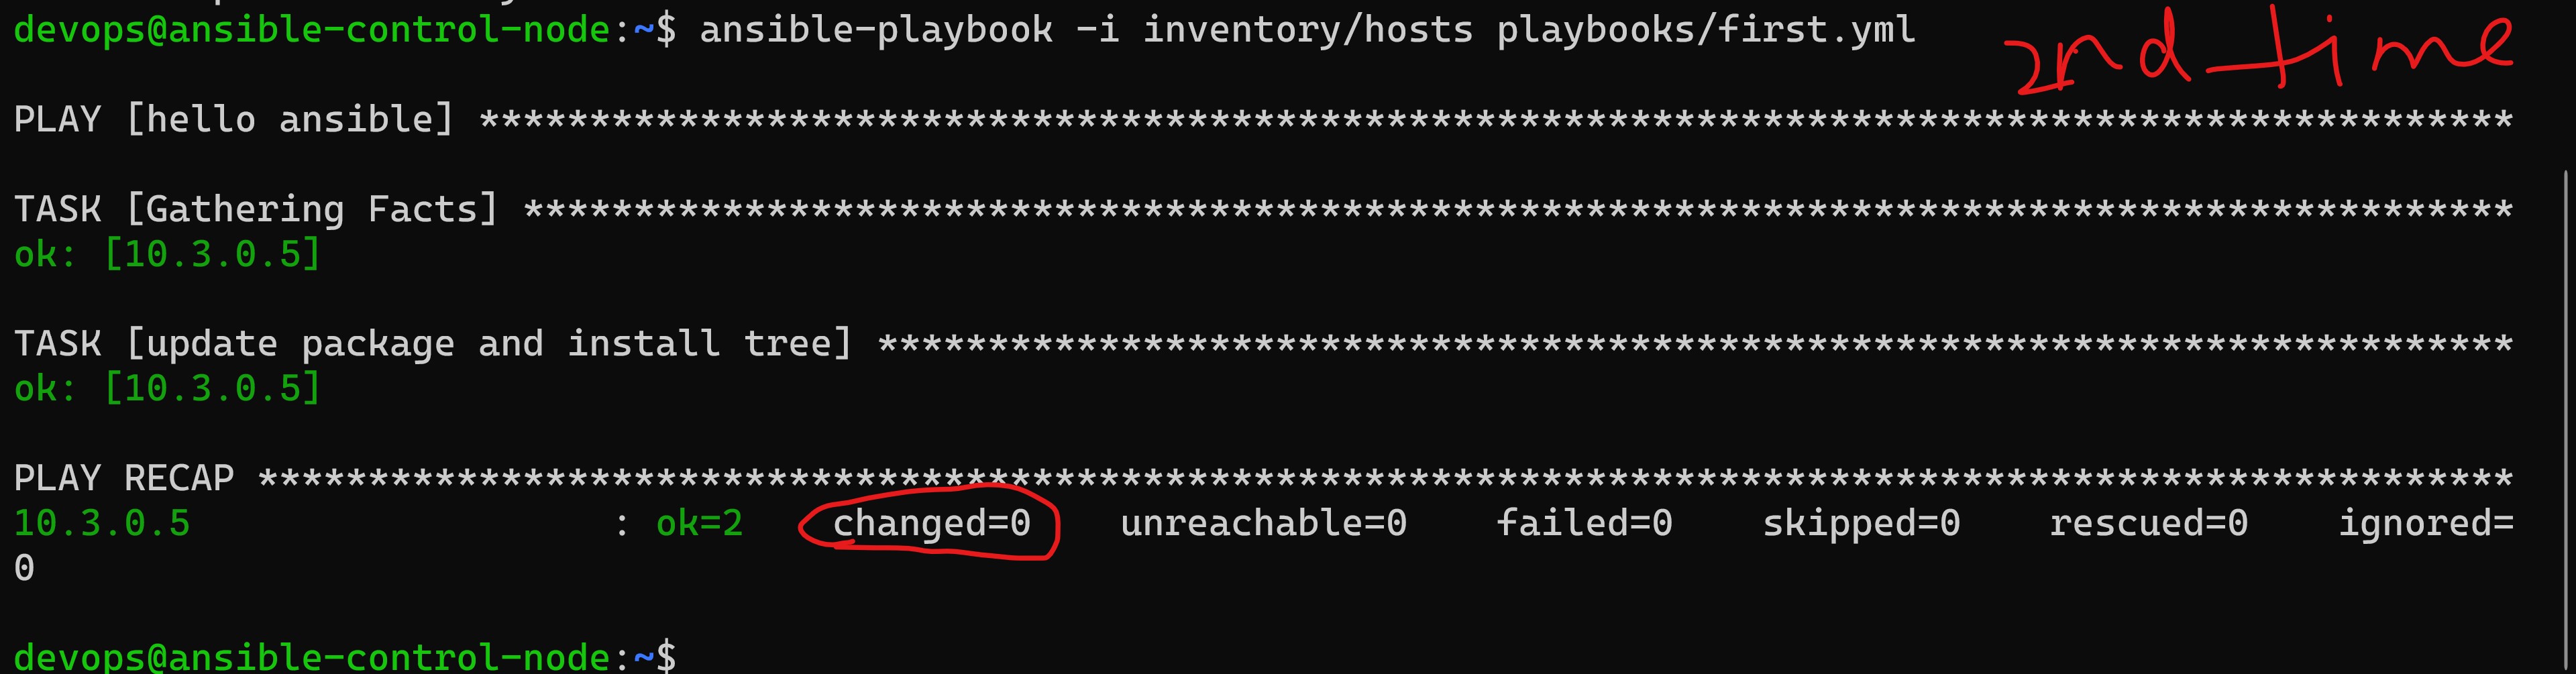 devops@ansible-control-node:~$ ansible-playbook -i inventory/hosts playbooks/first.yml
2nd time
PLAY [hello ansible] ********************************************************************************************
TASK [Gathering Facts] ******************************************************************************************
ok: [10.3.0.5]
TASK [update package and install tree] **************************************************************************
ok: [10.3.0.5]
PLAY RECAP ******************************************************************************************************
10.3.0.5                   : ok=2    changed=0    unreachable=0    failed=0    skipped=0    rescued=0    ignored=
0
devops@ansible-control-node:~$